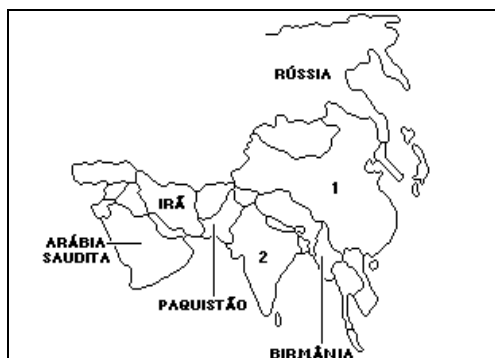 RÚSSIA
1
IRÃ
ARÁBIA
SAUDITA
2
PAQUISTÃO
BIRMÂNIA